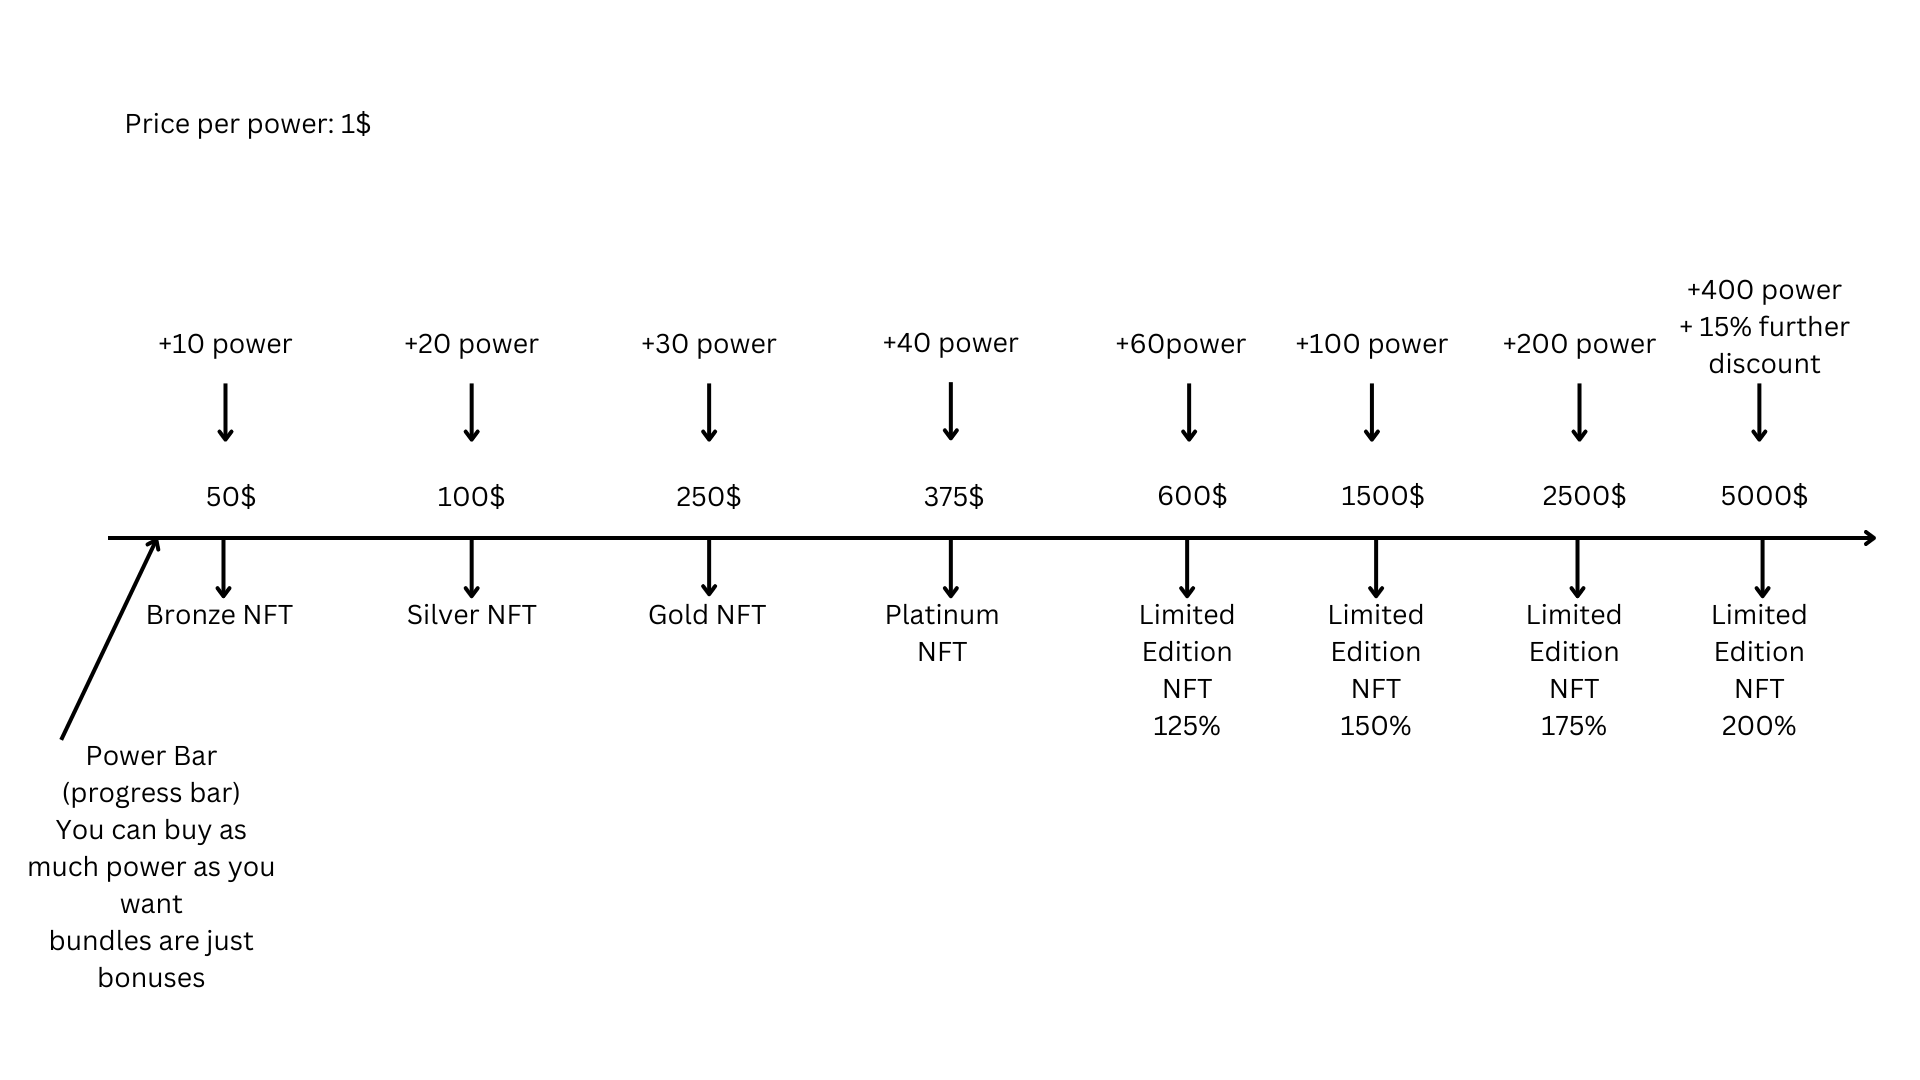 Price per power: 1$
+10 power
+20 power
+30 power
+40 power
+60power
+100 power
+200 power
+400 power
+ 15% further
discount
50$
100$
250$
375$
600$
1500$
2500$
5000$
Bronze NFT
Silver NFT
Gold NFT
Platinum
NFT
Limited
Edition
NFT
125%
Limited
Edition
NFT
150%
Limited
Edition
NFT
175%
Limited
Edition
NFT
200%
Power Bar
(progress bar)
You can buy as
much power as you
want
bundles are just
bonuses